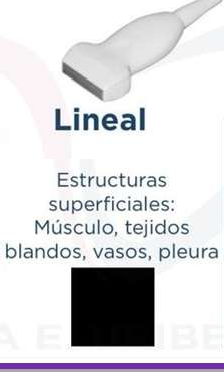 Lineal
Estructuras
superficiales:
Músculo, tejidos
blandos, vasos, pleura